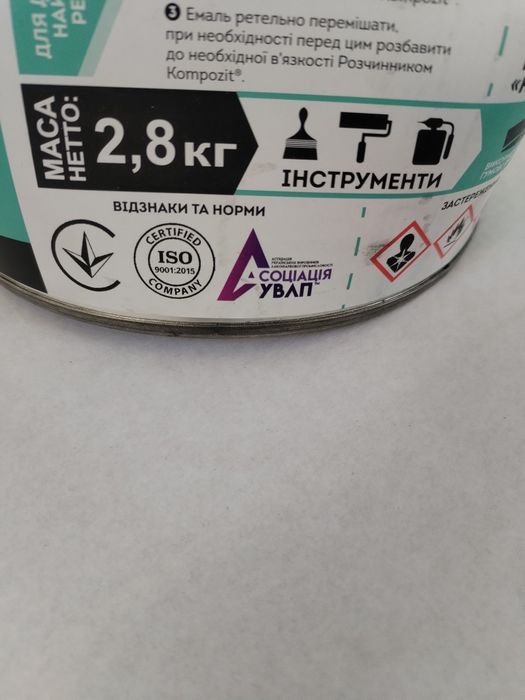 ❸ Емаль ретельно перемішати,
при необхідності перед цим розбавити
до необхідної в'язкості Розчинником
Kompozit®.
МАСА
НЕТТО:
2,8 кг
ІНСТРУМЕНТИ
ВІДЗНАКИ ТА НОРМИ
CERTIFIED
ISO
9001:2015
COMPANY
АСОЦІАЦІЯ
УВЛП™